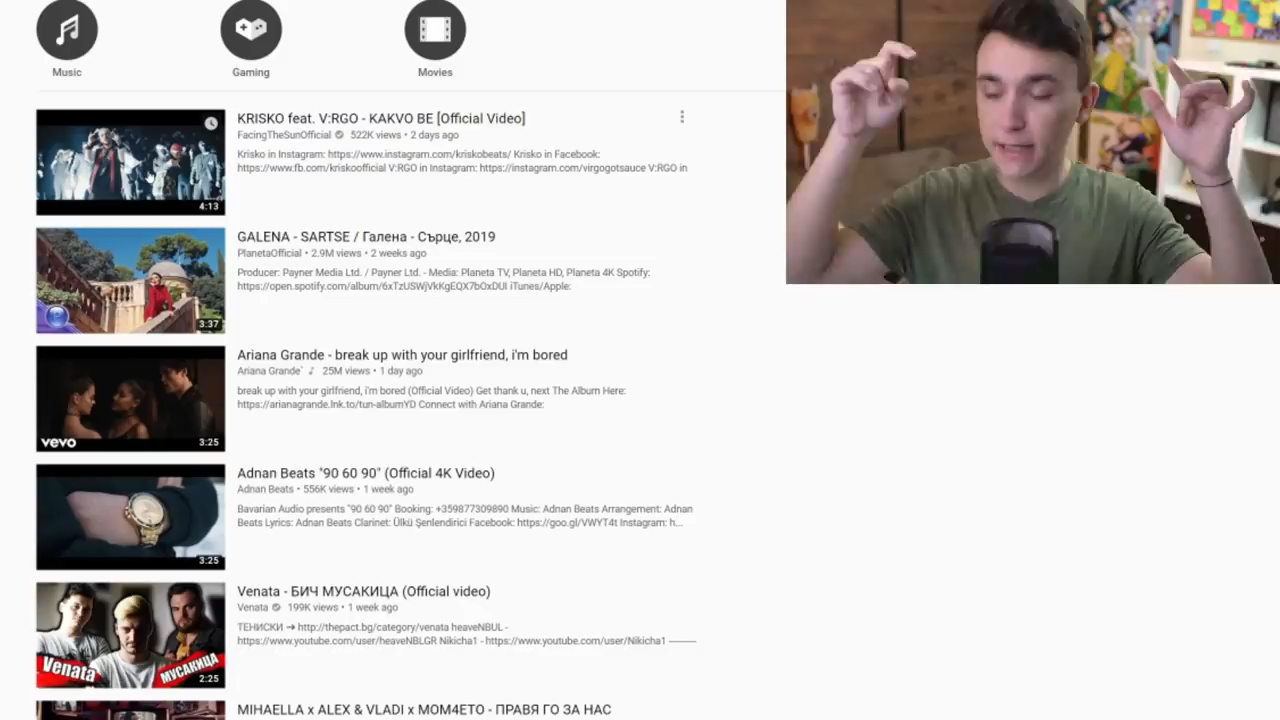 Music
Gaming
Movies
KRISKO feat. V:RGO - KAKVO BE [Official Video]
FacingTheSunOfficial 522K views • 2 days ago
Krisko in Instagram: https://www.instagram.com/kriskobeats/ Krisko in Facebook:
https://www.fb.com/kriskoofficial V:RGO in Instagram: https://instagram.com/virgogotsauce V:RGO in
4:13
GALENA - SARTSE / Галена - Сърце, 2019
PlanetaOfficial • 2.9M views • 2 weeks ago
Producer: Payner Media Ltd. / Payner Ltd. - Media: Planeta TV, Planeta HD, Planeta 4K Spotify:
https://open.spotify.com/album/6xTzUSWjVkKgEQX7bOxDUI iTunes/Apple:
3:37
Ariana Grande - break up with your girlfriend, i'm bored
Ariana Grande 25M views • 1 day ago
break up with your girlfriend, i'm bored (Official Video) Get thank u, next The Album Here:
https://arianagrande.lnk.to/tun-albumYD Connect with Ariana Grande:
vevo
3:25
Adnan Beats "90 60 90" (Official 4K Video)
Adnan Beats • 556K views • 1 week ago
Bavarian Audio presents "90 60 90" Booking: +359877309890 Music: Adnan Beats Arrangement: Adnan
Beats Lyrics: Adnan Beats Clarinet: Ülkü Şenlendirici Facebook: https://goo.gl/VWYT4t Instagram: h...
3:25
Venata - БИЧ МУСАКИЦА (Official video)
Venata 199K views • 1 week ago
ТЕНИСКИ ➔ http://thepact.bg/category/venata heaveNBUL -
https://www.youtube.com/user/heaveNBLGR Nikicha1 - https://www.youtube.com/user/Nikicha1 ---------
Venata
МУСАКИЦА
2:25
MIHAELLA x ALEX & VLADI x MOM4ETO - ПРАВЯ ГО ЗА НАС